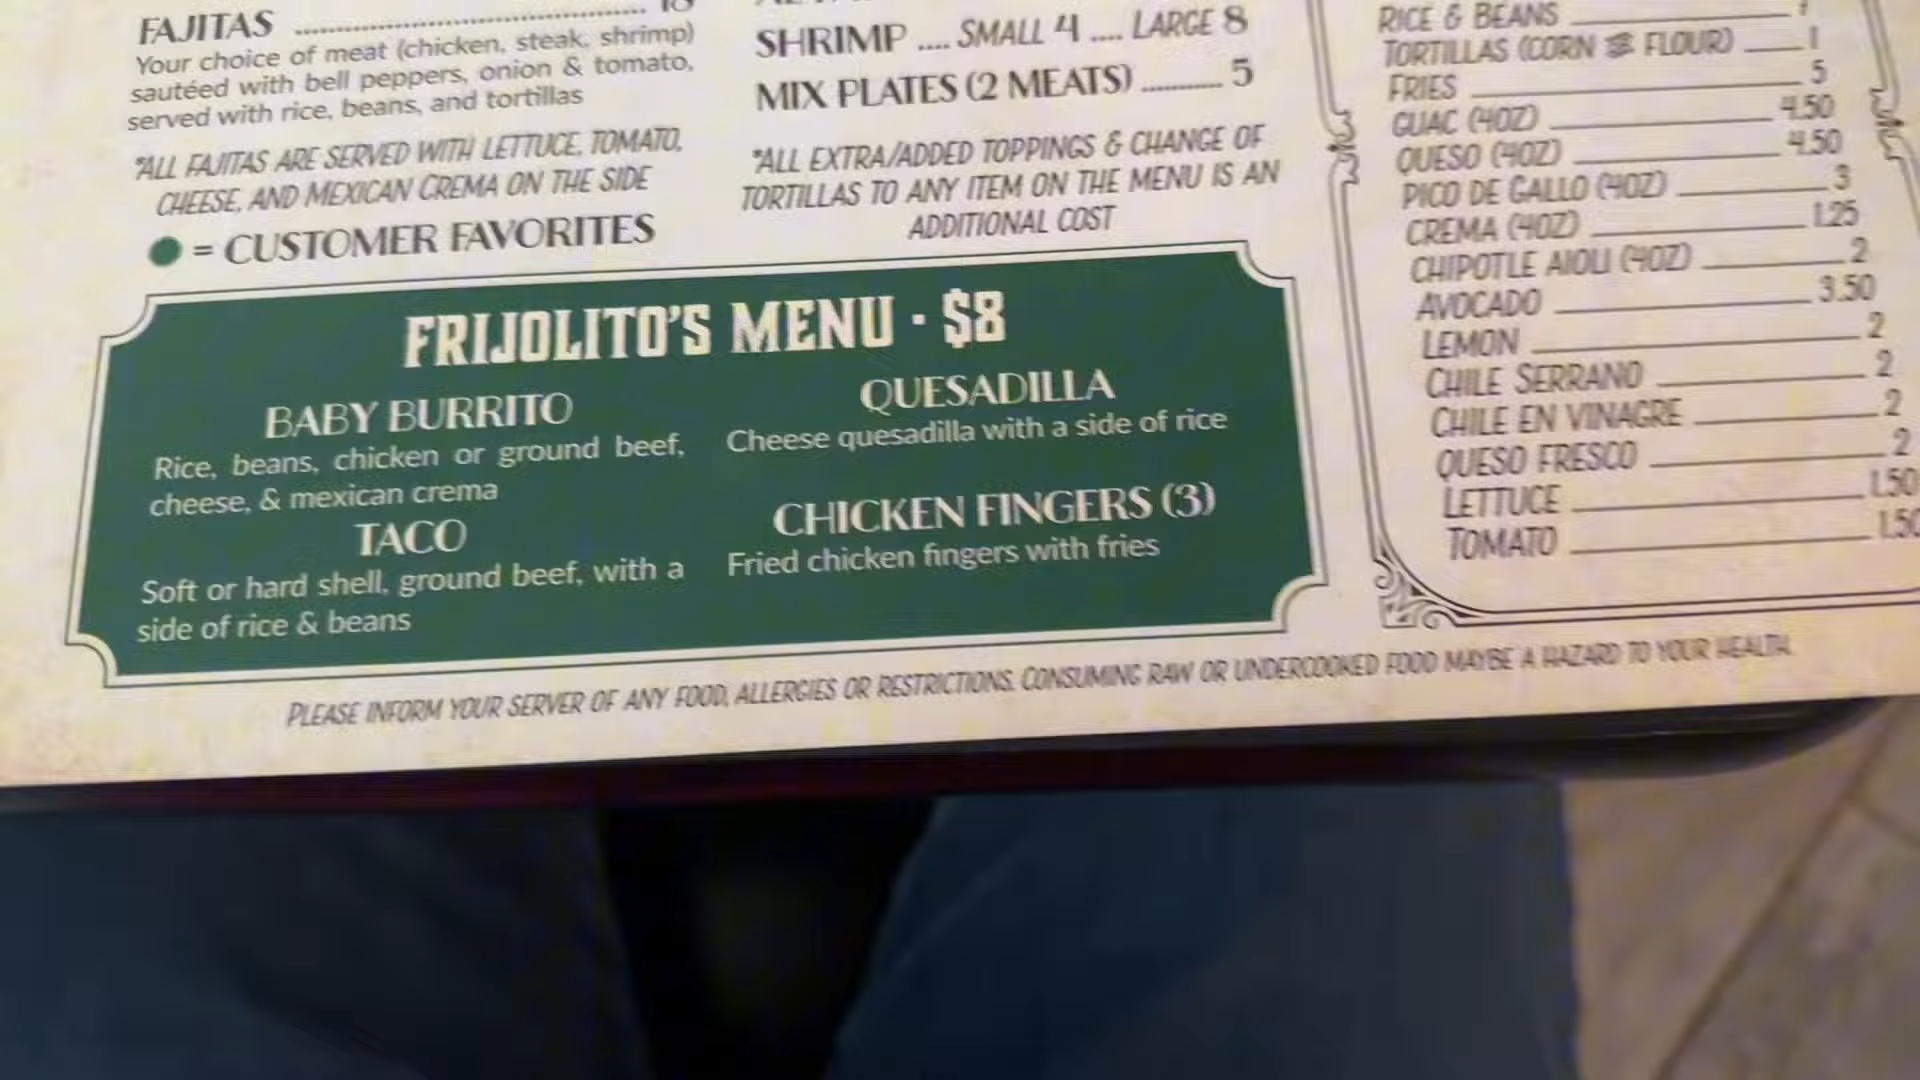 FAJITAS
Your choice of meat (chicken, steak, shrimp)
sautéed with bell peppers, onion & tomato,
served with rice, beans, and tortillas
*ALL FAJITAS ARE SERVED WITH LETTUCE, TOMATO,
CHEESE, AND MEXICAN CREMA ON THE SIDE
= CUSTOMER FAVORITES
SHRIMP .... SMALL 4 .... LARGE 8
MIX PLATES (2 MEATS) .......... 5
*ALL EXTRA/ADDED TOPPINGS & CHANGE OF
TORTILLAS TO ANY ITEM ON THE MENU IS AN
ADDITIONAL COST
FRIJOLITO'S MENU · $8
BABY BURRITO
Rice, beans, chicken or ground beef,
cheese, & mexican crema
TACO
Soft or hard shell, ground beef, with a
side of rice & beans
QUESADILLA
Cheese quesadilla with a side of rice
CHICKEN FINGERS (3)
Fried chicken fingers with fries
RICE & BEANS
TORTILLAS (CORN OR FLOUR) 1
FRIES 5
GUAC (4OZ) 4.50
QUESO (4OZ) 4.50
PICO DE GALLO (4OZ) 3
CREMA (4OZ) 1.25
CHIPOTLE AIOLI (4OZ) 2
AVOCADO 3.50
LEMON 2
CHILE SERRANO 2
CHILE EN VINAGRE 2
QUESO FRESCO 2
LETTUCE 1.50
TOMATO 1.50
PLEASE INFORM YOUR SERVER OF ANY FOOD, ALLERGIES OR RESTRICTIONS. CONSUMING RAW OR UNDERCOOKED FOOD MAYBE A HAZARD TO YOUR HEALTH.